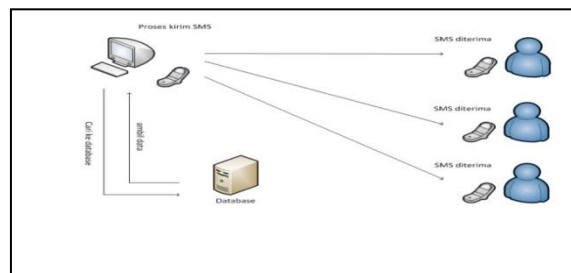 Proses kirim SMS
SMS diterima
SMS diterima
SMS diterima
Cari ke database
ambil data
Database